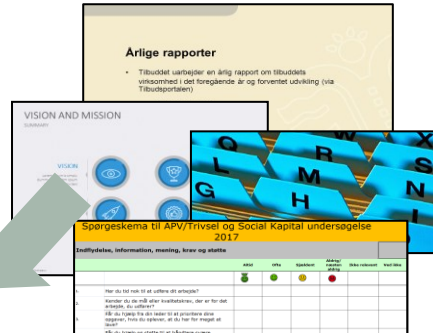 Årlige rapporter
• Tilbuddet uarbejder en årlig rapport om tilbuddets
virksomhed i det foregående år og forventet udvikling (via
Tilbudsportalen)
VISION AND MISSION
SUMMARY
VISION
Q R X
L M N
G H I N
Spørgeskema til APV/Trivsel og Social Kapital undersøgelse
2017
Indflydelse, information, mening, krav og støtte
Altid Ofte Sjældent Aldrig/ næsten aldrig Ikke relevant Ved ikke
1. Har du tid nok til at udføre dit arbejde?
2. Kender du de mål eller kvalitetskrav, der er for det
arbejde, du udfører?
3. Får du hjælp fra din leder til at prioritere dine
opgaver, hvis du oplever, at du har for meget at
lave?